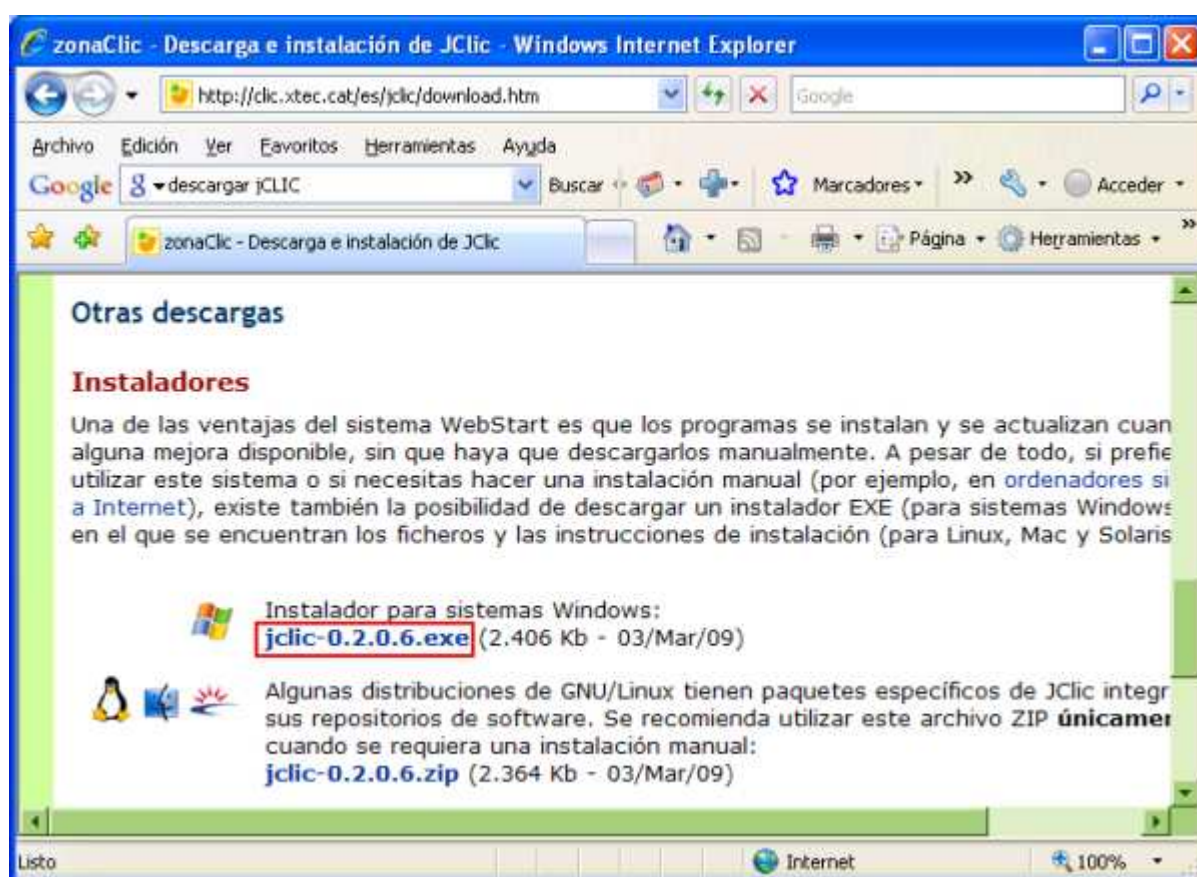 zonaClic - Descarga e instalación de JClic - Windows Internet Explorer
http://clic.xtec.cat/es/jclic/download.htm
Google
Archivo Edición Ver Favoritos Herramientas Ayuda
Google descargar jCLIC Buscar Marcadores Acceder
zonaClic - Descarga e instalación de JClic Página Herramientas
Otras descargas
Instaladores
Una de las ventajas del sistema WebStart es que los programas se instalan y se actualizan cuan
alguna mejora disponible, sin que haya que descargarlos manualmente. A pesar de todo, si prefie
utilizar este sistema o si necesitas hacer una instalación manual (por ejemplo, en ordenadores si
a Internet), existe también la posibilidad de descargar un instalador EXE (para sistemas Windows
en el que se encuentran los ficheros y las instrucciones de instalación (para Linux, Mac y Solaris
Instalador para sistemas Windows:
jclic-0.2.0.6.exe (2.406 Kb - 03/Mar/09)
Algunas distribuciones de GNU/Linux tienen paquetes específicos de JClic integr
sus repositorios de software. Se recomienda utilizar este archivo ZIP únicamen
cuando se requiera una instalación manual:
jclic-0.2.0.6.zip (2.364 Kb - 03/Mar/09)
Listo Internet 100%